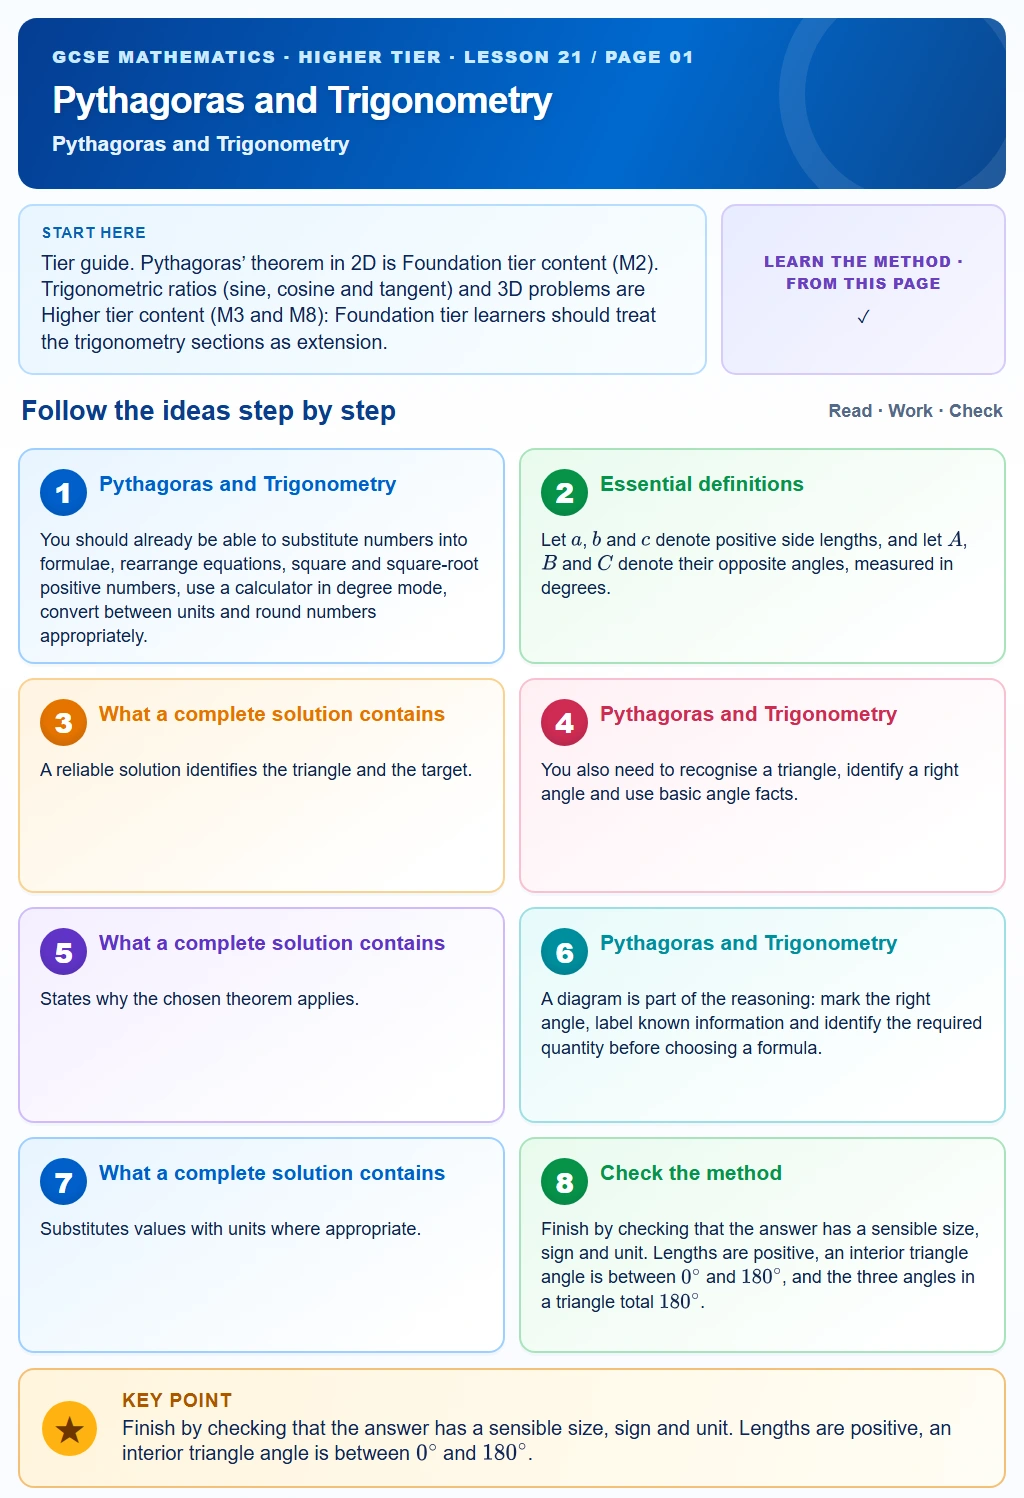 GCSE MATHEMATICS · HIGHER TIER · LESSON 21 / PAGE 01
Pythagoras and Trigonometry
Pythagoras and Trigonometry
START HERE
Tier guide. Pythagoras’ theorem in 2D is Foundation tier content (M2).
Trigonometric ratios (sine, cosine and tangent) and 3D problems are
Higher tier content (M3 and M8): Foundation tier learners should treat
the trigonometry sections as extension.
LEARN THE METHOD ·
FROM THIS PAGE
✓
Follow the ideas step by step
Read · Work · Check
1 Pythagoras and Trigonometry
You should already be able to substitute numbers into
formulae, rearrange equations, square and square-root
positive numbers, use a calculator in degree mode,
convert between units and round numbers
appropriately.
2 Essential definitions
Let a, b and c denote positive side lengths, and let A,
B and C denote their opposite angles, measured in
degrees.
3 What a complete solution contains
A reliable solution identifies the triangle and the target.
4 Pythagoras and Trigonometry
You also need to recognise a triangle, identify a right
angle and use basic angle facts.
5 What a complete solution contains
States why the chosen theorem applies.
6 Pythagoras and Trigonometry
A diagram is part of the reasoning: mark the right
angle, label known information and identify the required
quantity before choosing a formula.
7 What a complete solution contains
Substitutes values with units where appropriate.
8 Check the method
Finish by checking that the answer has a sensible size,
sign and unit. Lengths are positive, an interior triangle
angle is between 0° and 180°, and the three angles in
a triangle total 180°.
KEY POINT
Finish by checking that the answer has a sensible size, sign and unit. Lengths are positive, an
interior triangle angle is between 0° and 180°.